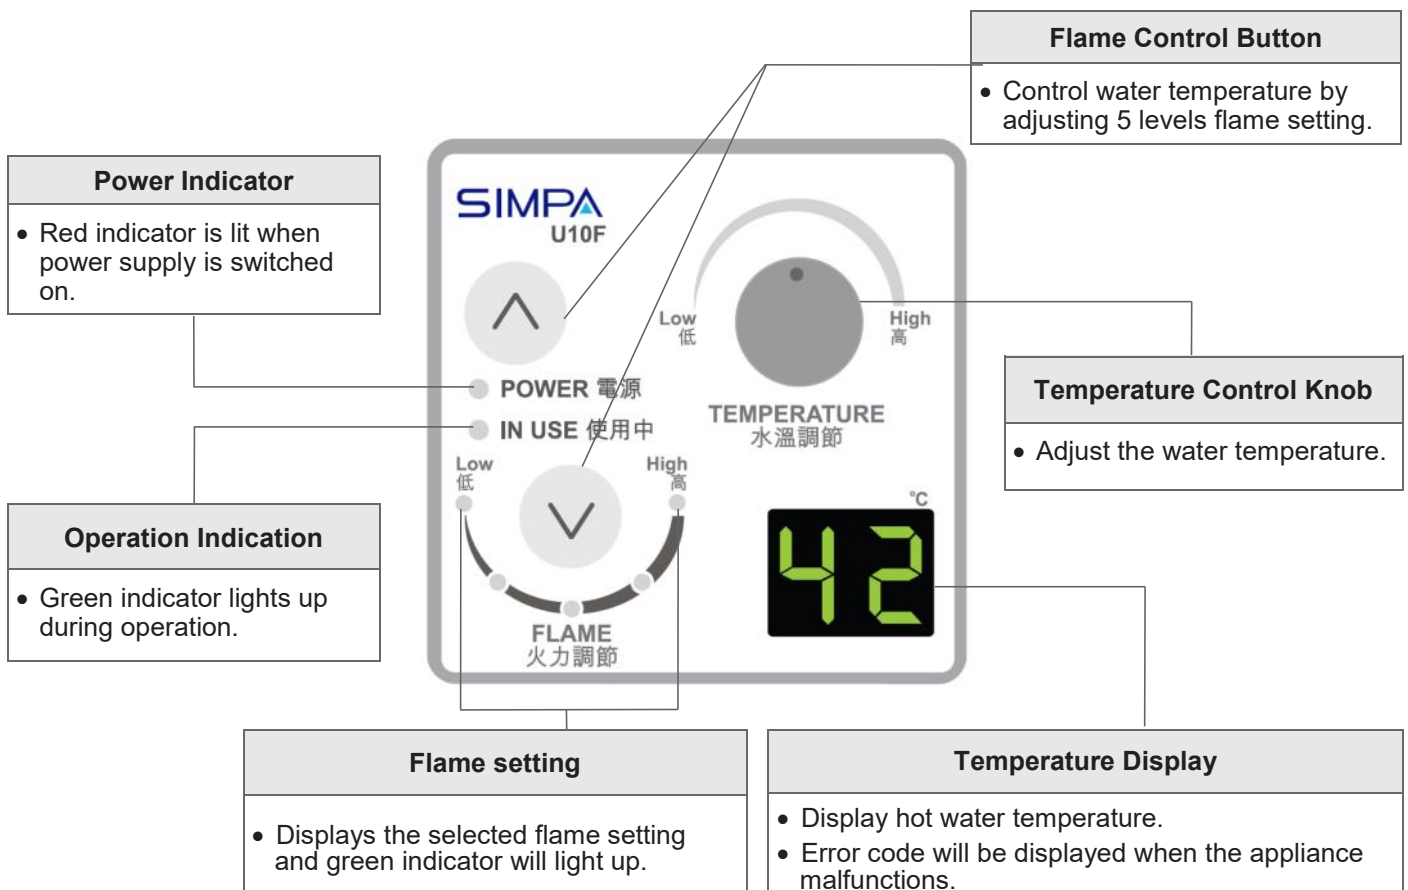 Flame Control Button
• Control water temperature by
adjusting 5 levels flame setting.
Power Indicator
• Red indicator is lit when
power supply is switched
on.
SIMPA
U10F
Low
低
High
高
POWER 電源
IN USE 使用中
TEMPERATURE
水溫調節
Temperature Control Knob
• Adjust the water temperature.
Low
低
High
高
°C
42
FLAME
火力調節
Operation Indication
• Green indicator lights up
during operation.
Flame setting
• Displays the selected flame setting
and green indicator will light up.
Temperature Display
• Display hot water temperature.
• Error code will be displayed when the appliance
malfunctions.